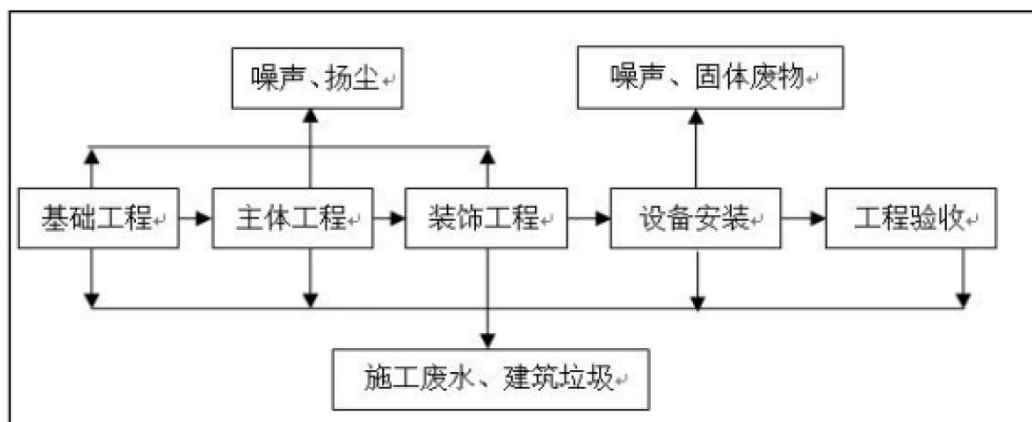 噪声、扬尘
噪声、固体废物
基础工程
主体工程
装饰工程
设备安装
工程验收
施工废水、建筑垃圾